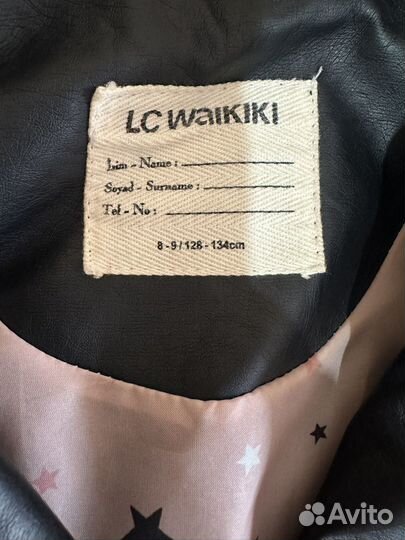 LC WAIKIKI
İsim - Name :
Soyad - Surname :
Tel - No :
8 - 9 / 128 - 134cm
Avito